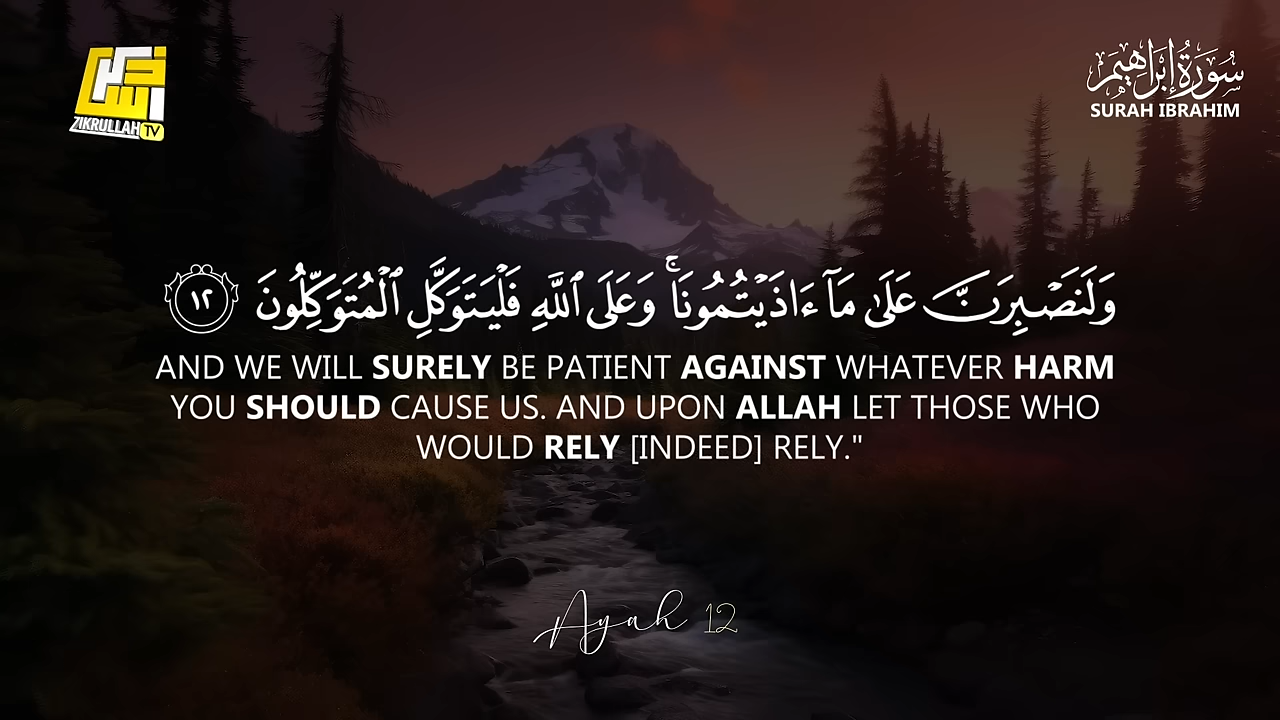 ذكر الله
ZIKRULLAH TV
سُورَةُ إِبْرَاهِيم
SURAH IBRAHIM
وَلَنَصْبِرَنَّ عَلَىٰ مَآ ءَاذَيْتُمُونَا ۚ وَعَلَى ٱللَّهِ فَلْيَتَوَكَّلِ ٱلْمُتَوَكِّلُونَ ١٢
AND WE WILL SURELY BE PATIENT AGAINST WHATEVER HARM
YOU SHOULD CAUSE US. AND UPON ALLAH LET THOSE WHO
WOULD RELY [INDEED] RELY."
Ayah 12